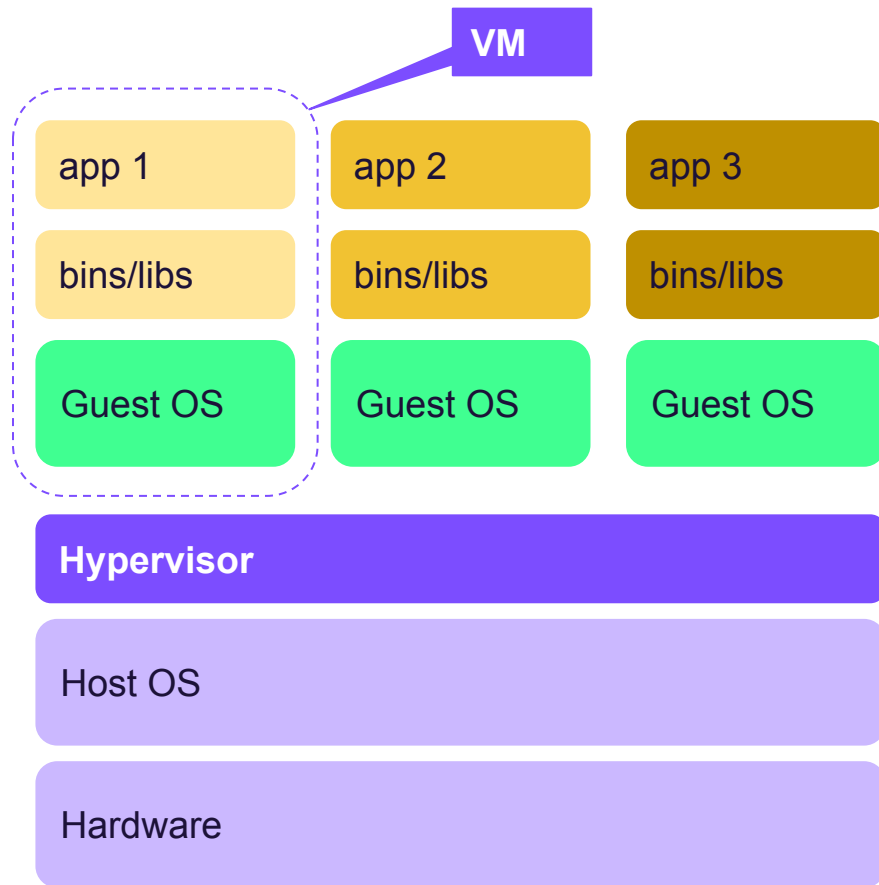 VM
app 1
app 2
app 3
bins/libs
bins/libs
bins/libs
Guest OS
Guest OS
Guest OS
Hypervisor
Host OS
Hardware